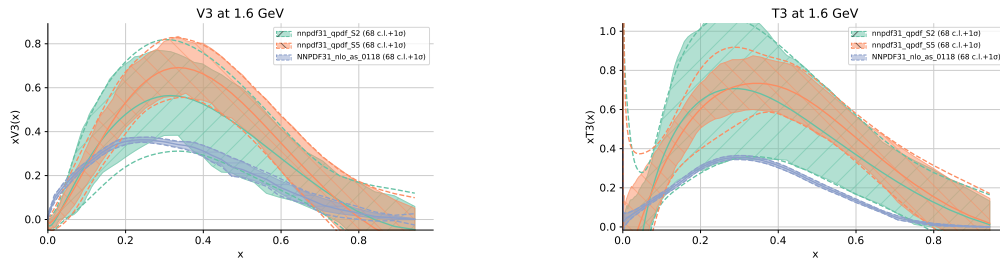 V3 at 1.6 GeV
nnpdf31_qpdf_S2 (68 c.l.+1σ)
nnpdf31_qpdf_S5 (68 c.l.+1σ)
NNPDF31_nlo_as_0118 (68 c.l.+1σ)
xV3(x)
0.8
0.6
0.4
0.2
0.0
0.0 0.2 0.4 0.6 0.8
x
T3 at 1.6 GeV
nnpdf31_qpdf_S2 (68 c.l.+1σ)
nnpdf31_qpdf_S5 (68 c.l.+1σ)
NNPDF31_nlo_as_0118 (68 c.l.+1σ)
xT3(x)
1.0
0.8
0.6
0.4
0.2
0.0
0.0 0.2 0.4 0.6 0.8
x